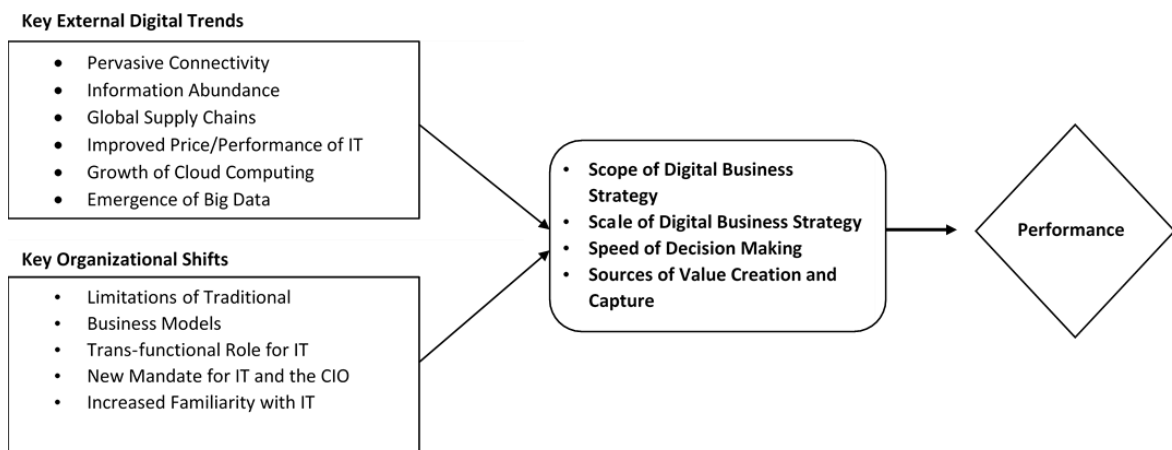 Key External Digital Trends
• Pervasive Connectivity
• Information Abundance
• Global Supply Chains
• Improved Price/Performance of IT
• Growth of Cloud Computing
• Emergence of Big Data
Key Organizational Shifts
• Limitations of Traditional
• Business Models
• Trans-functional Role for IT
• New Mandate for IT and the CIO
• Increased Familiarity with IT
• Scope of Digital Business
Strategy
• Scale of Digital Business Strategy
• Speed of Decision Making
• Sources of Value Creation and
Capture
Performance